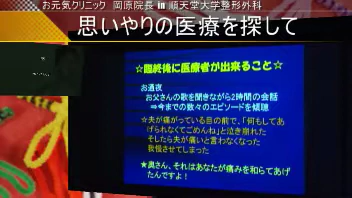 お元気クリニック 岡原院長 in 順天堂大学整形外科
思いやりの医療を探して
☆臨終後に医療者が出来ること☆
お通夜
お父さんの歌を聞きながら2時間の会話
⇒今までの数々のエピソードを傾聴
☆夫が痛がっている目の前で、「何もしてあ
げられなくてごめんね」と泣き崩れた
そしたら夫が痛いと言わなくなった
我慢させてしまった
★奥さん、それはあなたが痛みを和らげてあげ
たんですよ!